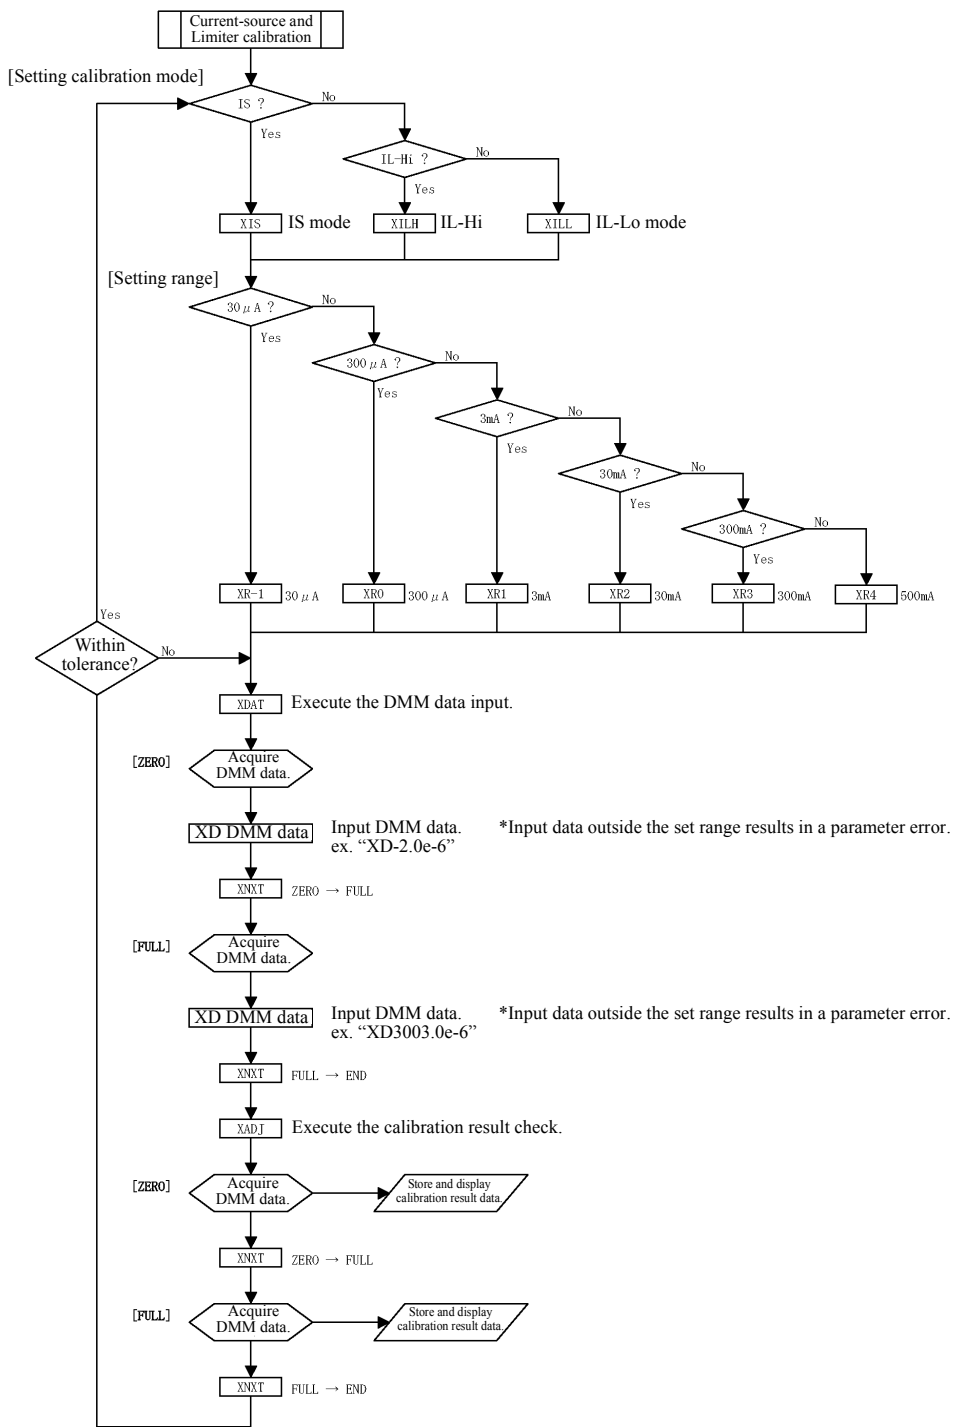 Current-source and
Limiter calibration
[Setting calibration mode]
IS ?
No
Yes
IL-Hi ?
No
Yes
XIS
IS mode
XILH
IL-Hi
XILL
IL-Lo mode
[Setting range]
30 μ A ?
No
Yes
300 μ A ?
No
Yes
3mA ?
No
Yes
30mA ?
No
Yes
300mA ?
No
Yes
XR-1
30 μ A
XR0
300 μ A
XR1
3mA
XR2
30mA
XR3
300mA
XR4
500mA
Yes
Within
tolerance?
No
XDAT
Execute the DMM data input.
[ZERO]
Acquire
DMM data.
XD DMM data
Input DMM data.
ex. “XD-2.0e-6”
*Input data outside the set range results in a parameter error.
XNXT
ZERO → FULL
[FULL]
Acquire
DMM data.
XD DMM data
Input DMM data.
ex. “XD3003.0e-6”
*Input data outside the set range results in a parameter error.
XNXT
FULL → END
XADJ
Execute the calibration result check.
[ZERO]
Acquire
DMM data.
Store and display
calibration result data.
XNXT
ZERO → FULL
[FULL]
Acquire
DMM data.
Store and display
calibration result data.
XNXT
FULL → END